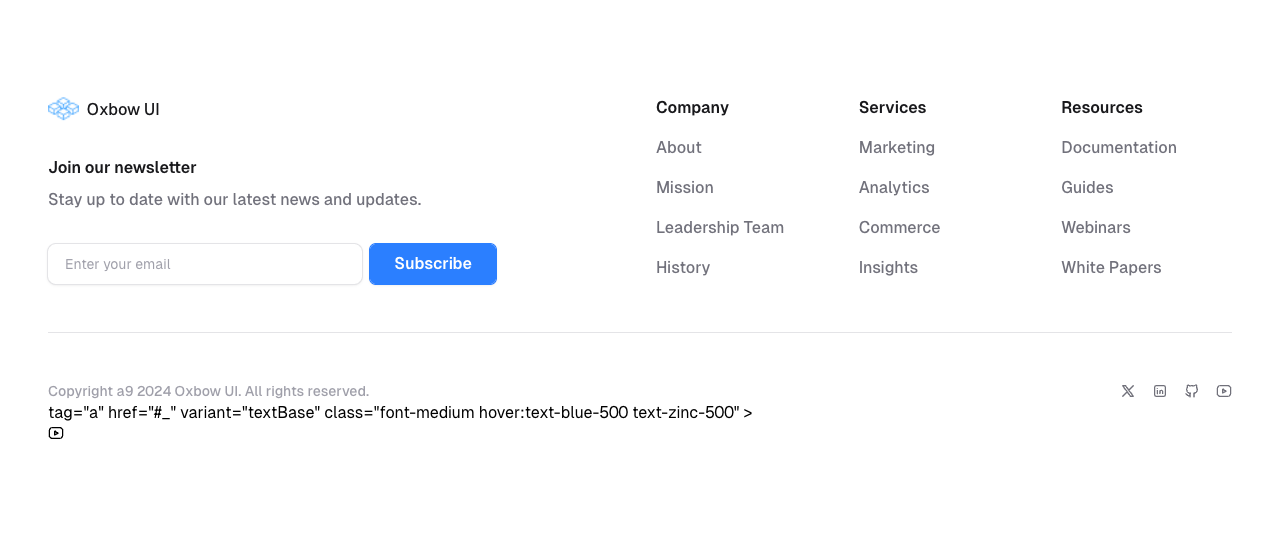 Oxbow UI
Join our newsletter
Stay up to date with our latest news and updates.
Enter your email
Subscribe
Company
About
Mission
Leadership Team
History
Services
Marketing
Analytics
Commerce
Insights
Resources
Documentation
Guides
Webinars
White Papers
Copyright a9 2024 Oxbow UI. All rights reserved.
tag="a" href="#_" variant="textBase" class="font-medium hover:text-blue-500 text-zinc-500" >